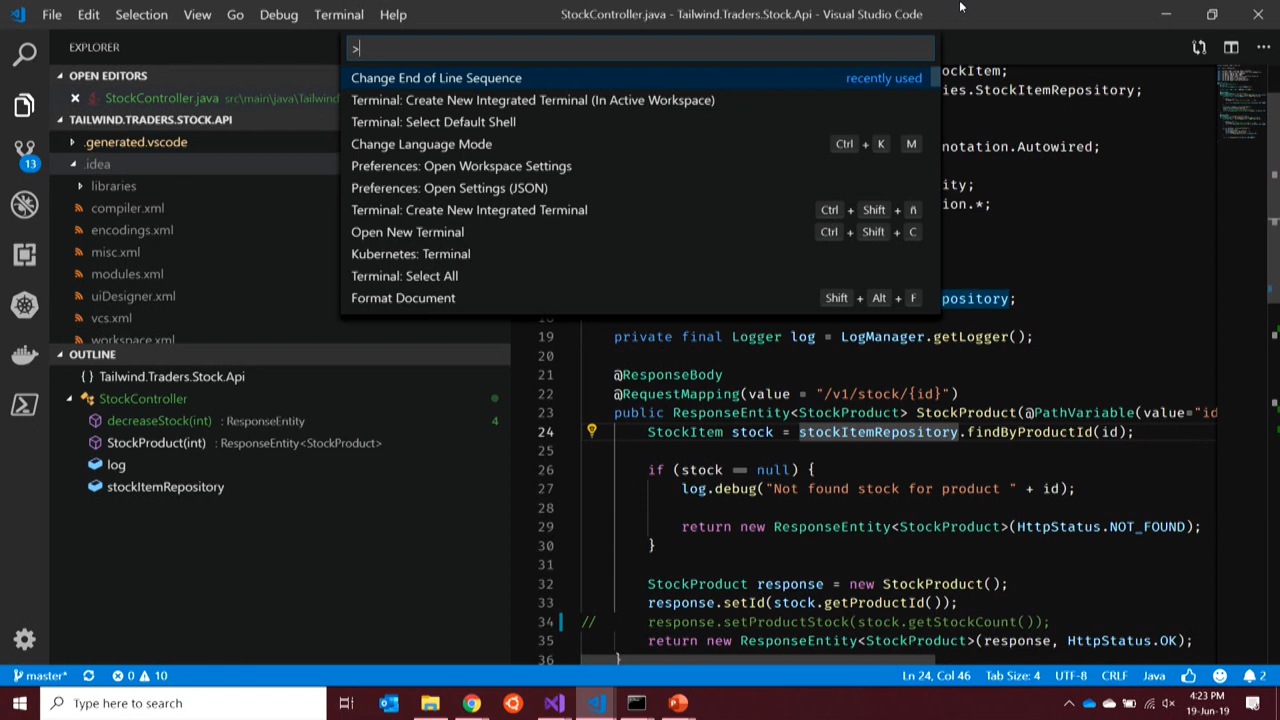 File Edit Selection View Go Debug Terminal Help
StockController.java - Tailwind.Traders.Stock.Api - Visual Studio Code
EXPLORER
OPEN EDITORS
StockController.java src\main\java\Tailwind
TAILWIND.TRADERS.STOCK.API
.generated.vscode
.idea
libraries
compiler.xml
encodings.xml
misc.xml
modules.xml
uiDesigner.xml
vcs.xml
workspace.xml
13
OUTLINE
{ } Tailwind.Traders.Stock.Api
StockController
decreaseStock(int) : ResponseEntity 4
StockProduct(int) : ResponseEntity<StockProduct>
log
stockItemRepository
>
Change End of Line Sequence recently used
Terminal: Create New Integrated Terminal (In Active Workspace)
Terminal: Select Default Shell
Change Language Mode Ctrl + K M
Preferences: Open Workspace Settings
Preferences: Open Settings (JSON)
Terminal: Create New Integrated Terminal Ctrl + Shift + ñ
Open New Terminal Ctrl + Shift + C
Kubernetes: Terminal
Terminal: Select All
Format Document Shift + Alt + F
ockItem;
ies.StockItemRepository;
notation.Autowired;
ity;
ion.*;
pository;
19 private final Logger log = LogManager.getLogger();
20
21 @ResponseBody
22 @RequestMapping(value = "/v1/stock/{id}")
23 public ResponseEntity<StockProduct> StockProduct(@PathVariable(value="id
24 StockItem stock = stockItemRepository.findByProductId(id);
25
26 if (stock == null) {
27 log.debug("Not found stock for product " + id);
28
29 return new ResponseEntity<StockProduct>(HttpStatus.NOT_FOUND);
30 }
31
32 StockProduct response = new StockProduct();
33 response.setId(stock.getProductId());
34 // response.setProductStock(stock.getStockCount());
35 return new ResponseEntity<StockProduct>(response, HttpStatus.OK);
36 }
master* 0 10 Ln 24, Col 46 Tab Size: 4 UTF-8 CRLF Java 2
Type here to search
4:23 PM
19-Jun-19